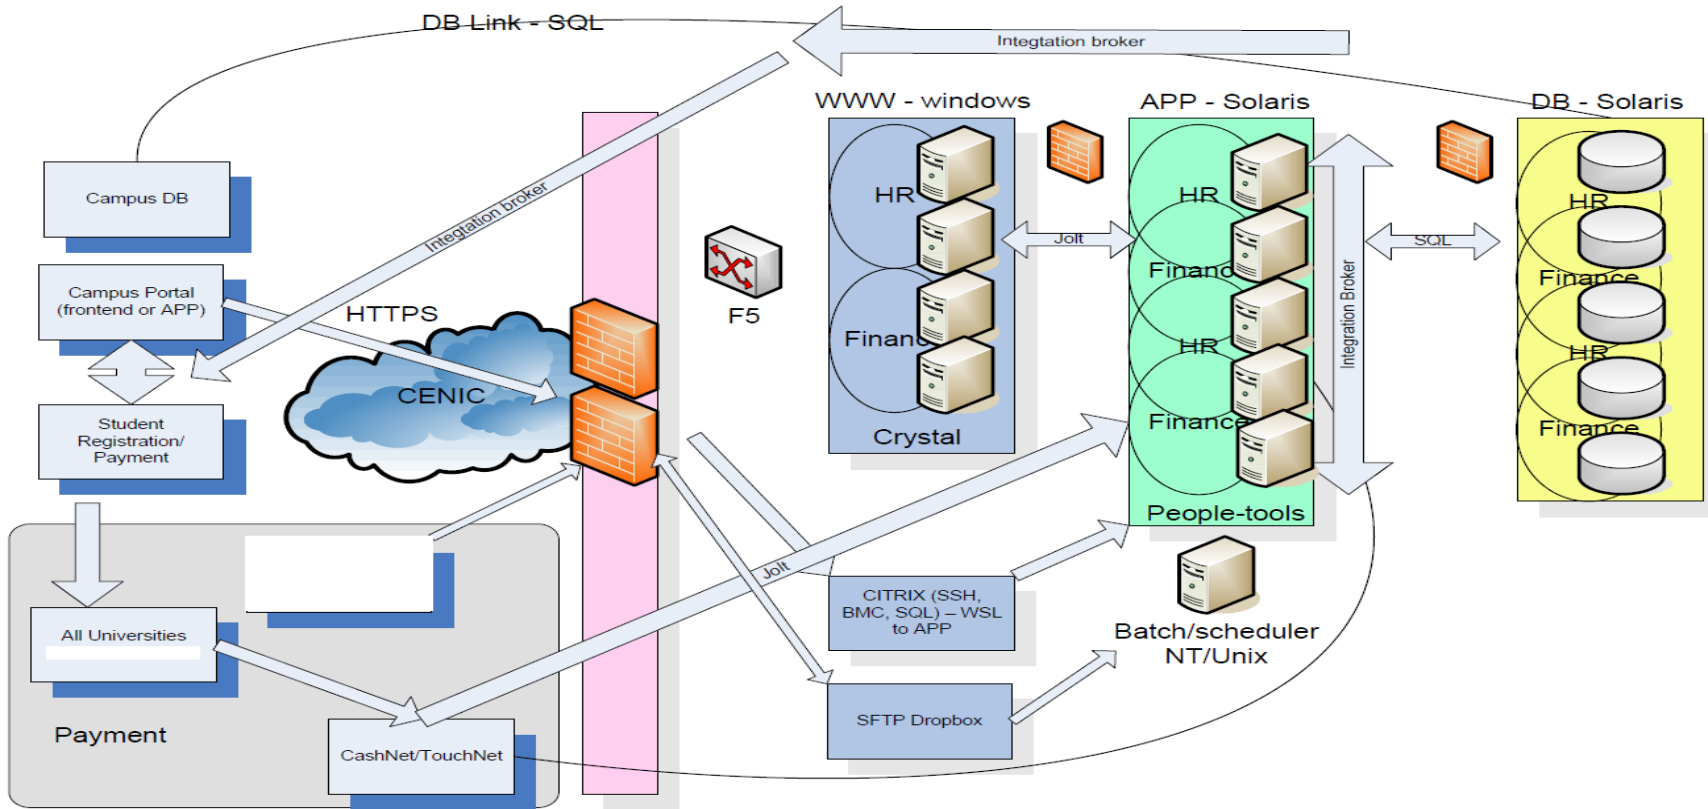 DB Link - SQL
Integtation broker
WWW - windows
APP - Solaris
DB - Solaris
Campus DB
Integtation broker
HR
HR
HR
Jolt
SQL
Campus Portal
(frontend or APP)
HTTPS
F5
Finance
Finance
Integration Broker
Financ
HR
HR
CENIC
Student
Registration/
Payment
Crystal
Finance
Finance
People-tools
Jolt
CITRIX (SSH,
BMC, SQL) – WSL
to APP
All Universities
Batch/scheduler
NT/Unix
SFTP Dropbox
Payment
CashNet/TouchNet